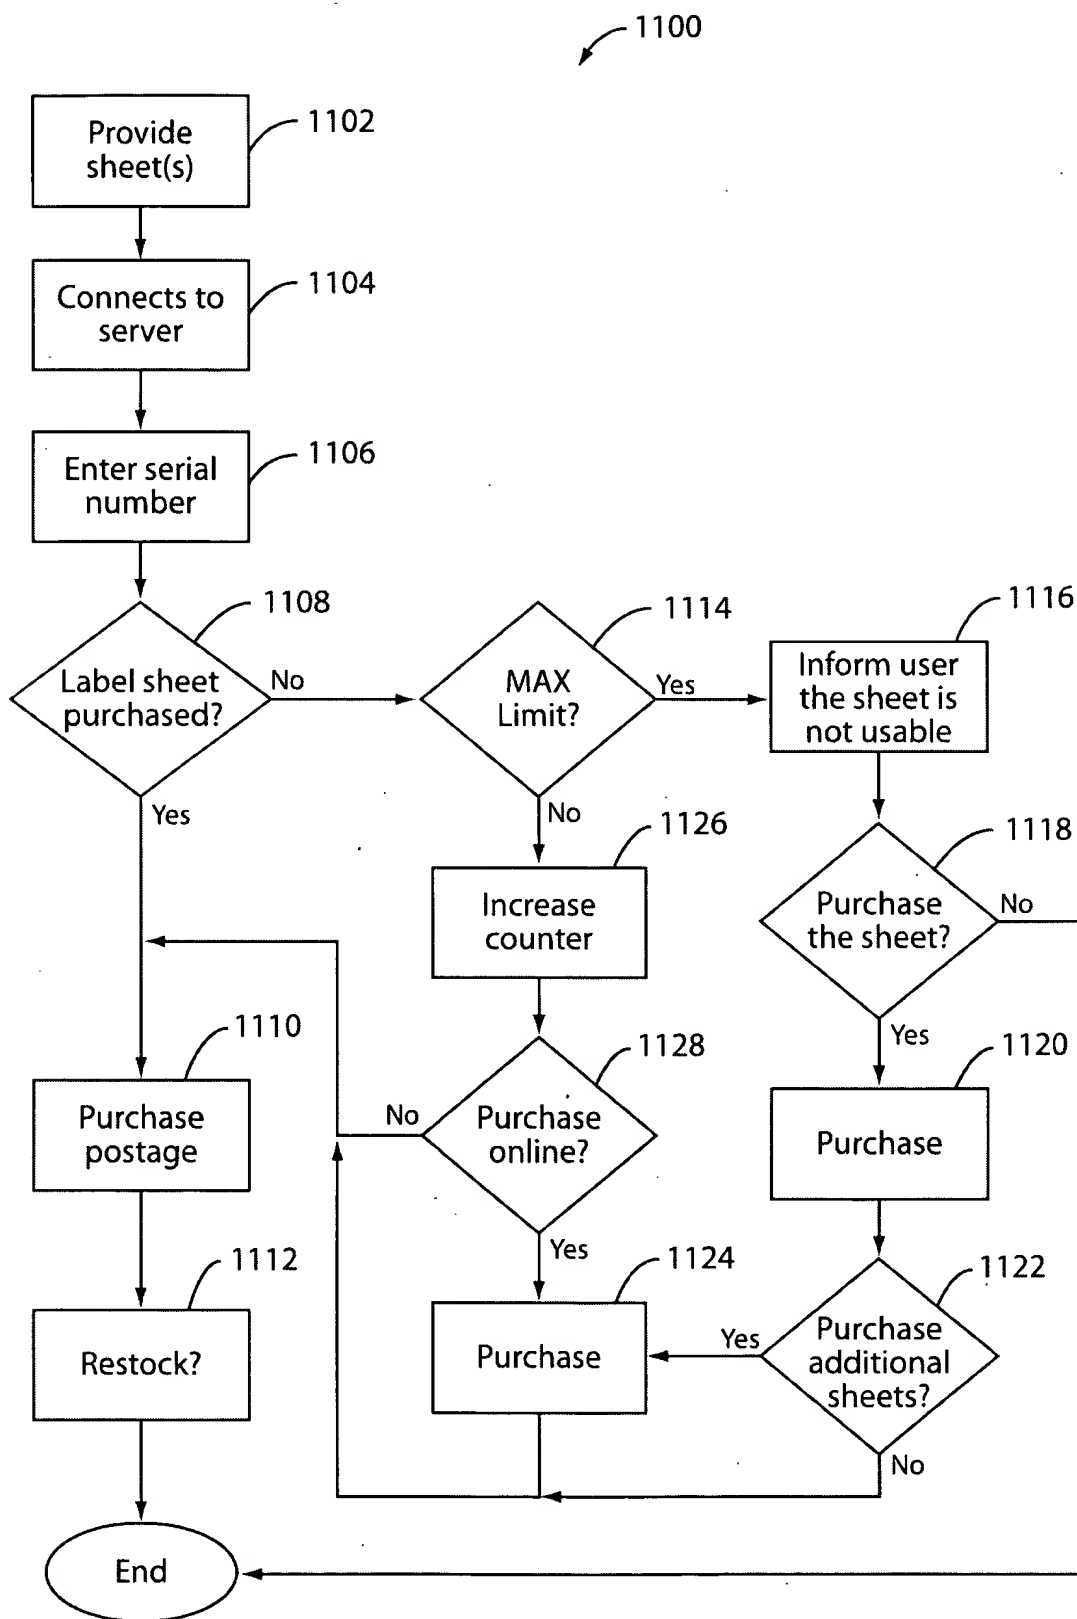 1100
Provide
sheet(s)
1102
Connects to
server
1104
Enter serial
number
1106
Label sheet
purchased?
1108
No
Yes
MAX
Limit?
1114
Yes
No
Inform user
the sheet is
not usable
1116
Increase
counter
1126
Purchase
the sheet?
1118
No
Yes
Purchase
postage
1110
Purchase
online?
1128
No
Yes
Purchase
1120
Restock?
1112
Purchase
1124
Purchase
additional
sheets?
1122
Yes
No
End